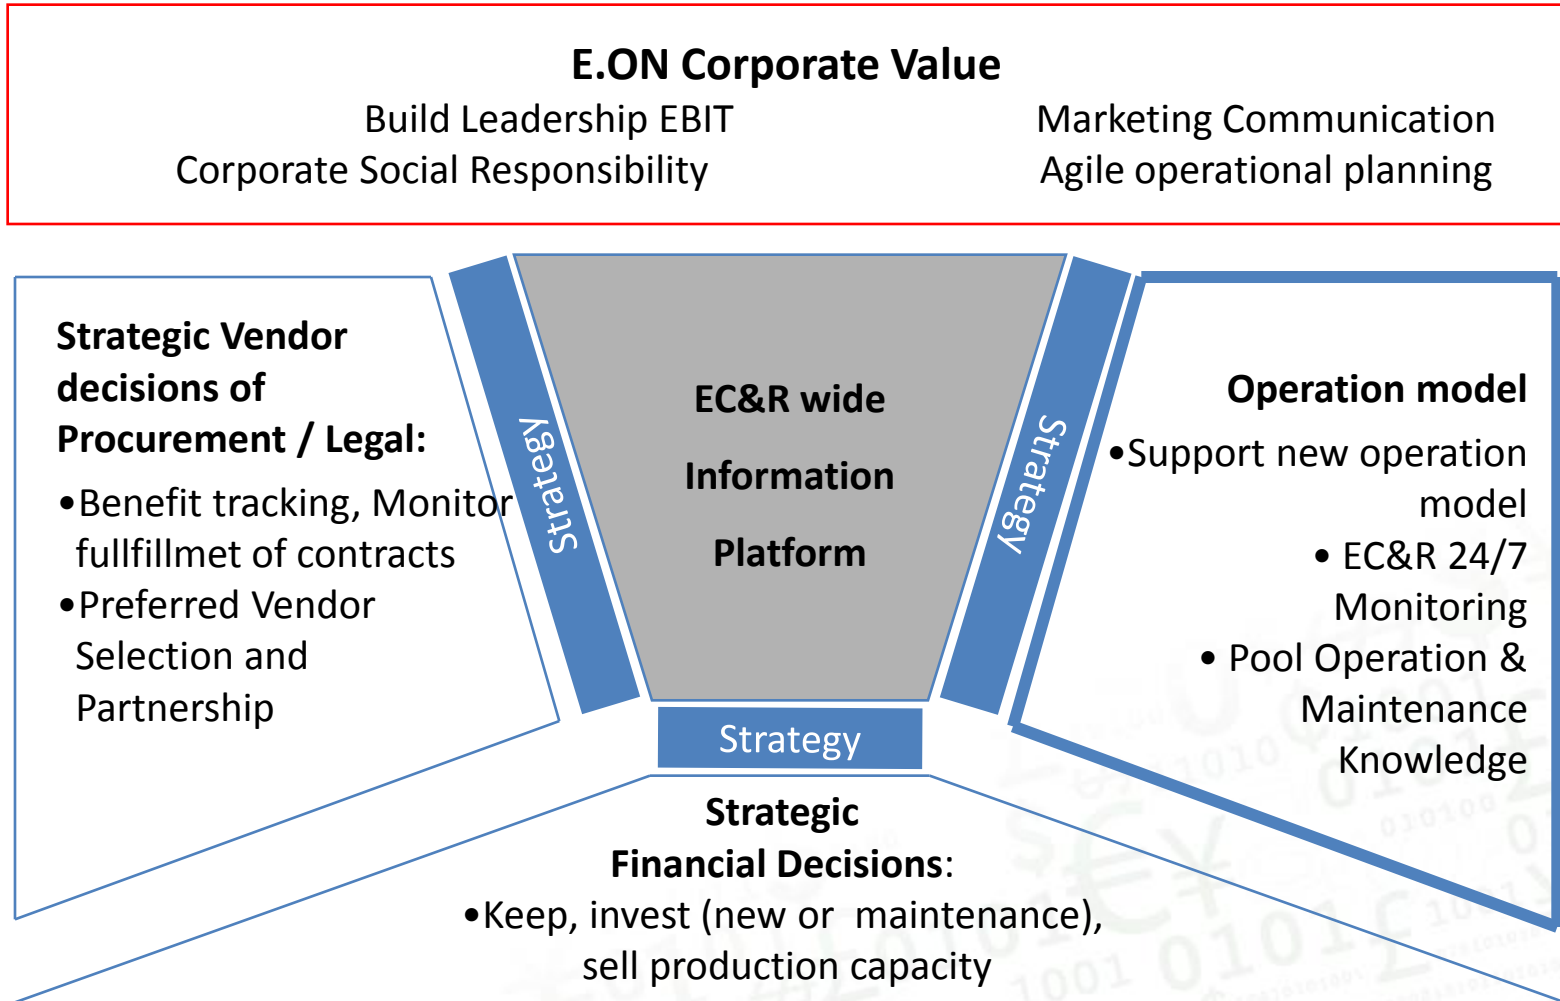 E.ON Corporate Value
Build Leadership EBIT
Marketing Communication
Corporate Social Responsibility
Agile operational planning
Strategic Vendor
decisions of
Procurement / Legal:
•Benefit tracking, Monitor
fullfillmet of contracts
•Preferred Vendor
Selection and
Partnership
Strategy
EC&R wide
Information
Platform
Strategy
Operation model
•Support new operation
model
• EC&R 24/7
Monitoring
• Pool Operation &
Maintenance
Knowledge
Strategy
Strategic
Financial Decisions:
•Keep, invest (new or maintenance),
sell production capacity